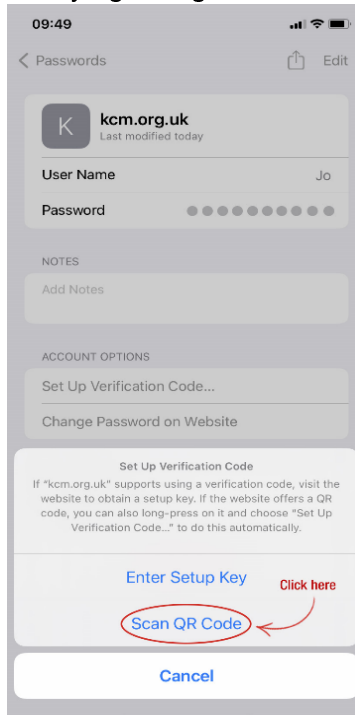 09:49
Passwords
Edit
K
kcm.org.uk
Last modified today
User Name
Jo
Password
NOTES
Add Notes
ACCOUNT OPTIONS
Set Up Verification Code...
Change Password on Website
Set Up Verification Code
If "kcm.org.uk" supports using a verification code, visit the
website to obtain a setup key. If the website offers a QR
code, you can also long-press on it and choose "Set Up
Verification Code..." to do this automatically.
Enter Setup Key
Click here
Scan QR Code
Cancel